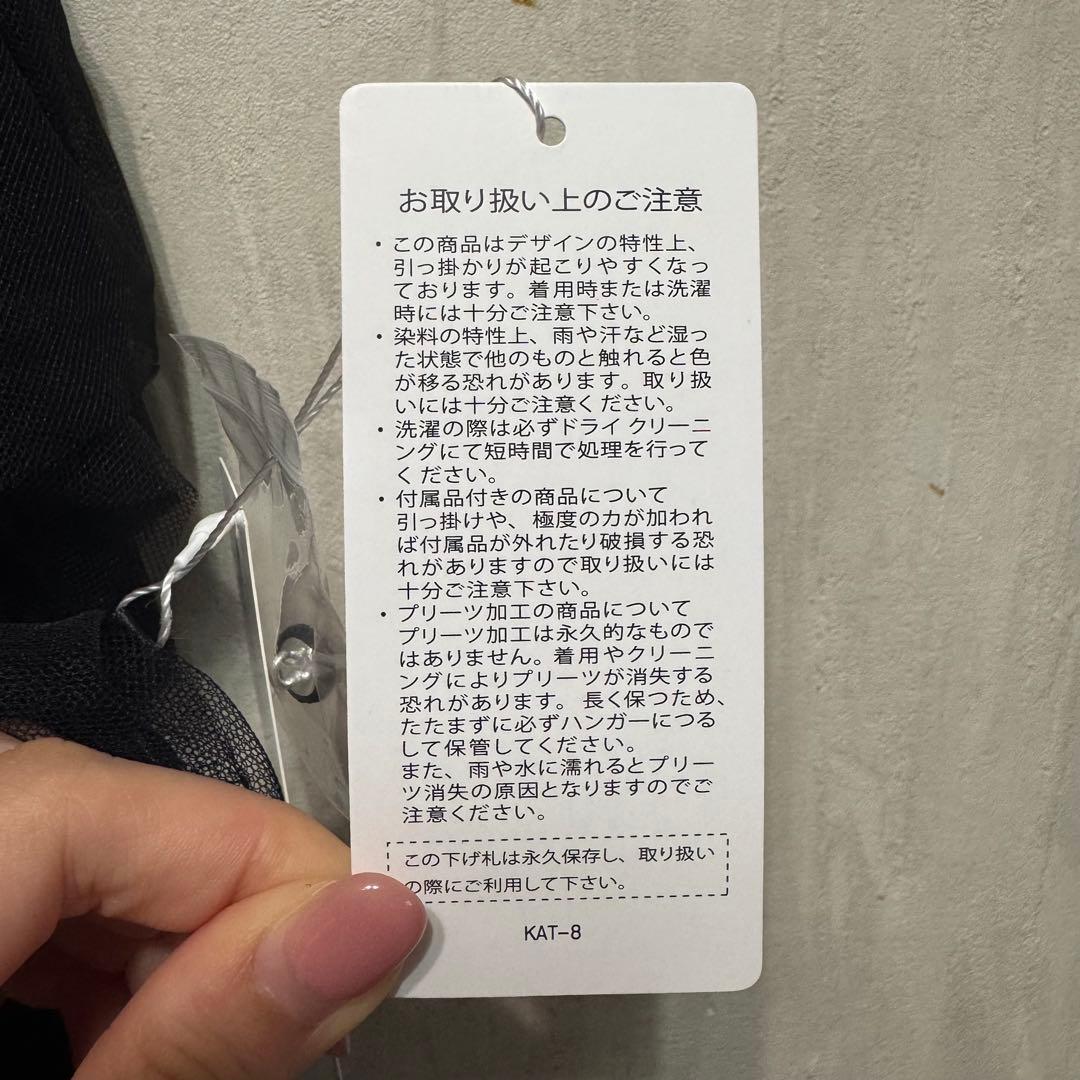 お取り扱い上のご注意
・この商品はデザインの特性上、
引っ掛かりが起こりやすくなっ
ております。着用時または洗濯
時には十分ご注意下さい。
・染料の特性上、雨や汗など湿っ
た状態で他のものと触れると色
が移る恐れがあります。取り扱
いには十分ご注意ください。
・洗濯の際は必ずドライクリーニ
ングにて短時間で処理を行って
ください。
・付属品付きの商品について
引っ掛けや、極度の力が加われ
ば付属品が外れたり破損する恐
れがありますので取り扱いには
十分ご注意下さい。
・プリーツ加工の商品について
プリーツ加工は永久的なもので
はありません。着用やクリーニ
ングによりプリーツが消失する
恐れがあります。長く保つため、
たたまずに必ずハンガーにつる
して保管してください。
また、雨や水に濡れるとプリー
ツ消失の原因となりますのでご
注意ください。
この下げ札は永久保存し、取り扱い
の際にご利用して下さい。
KAT-8